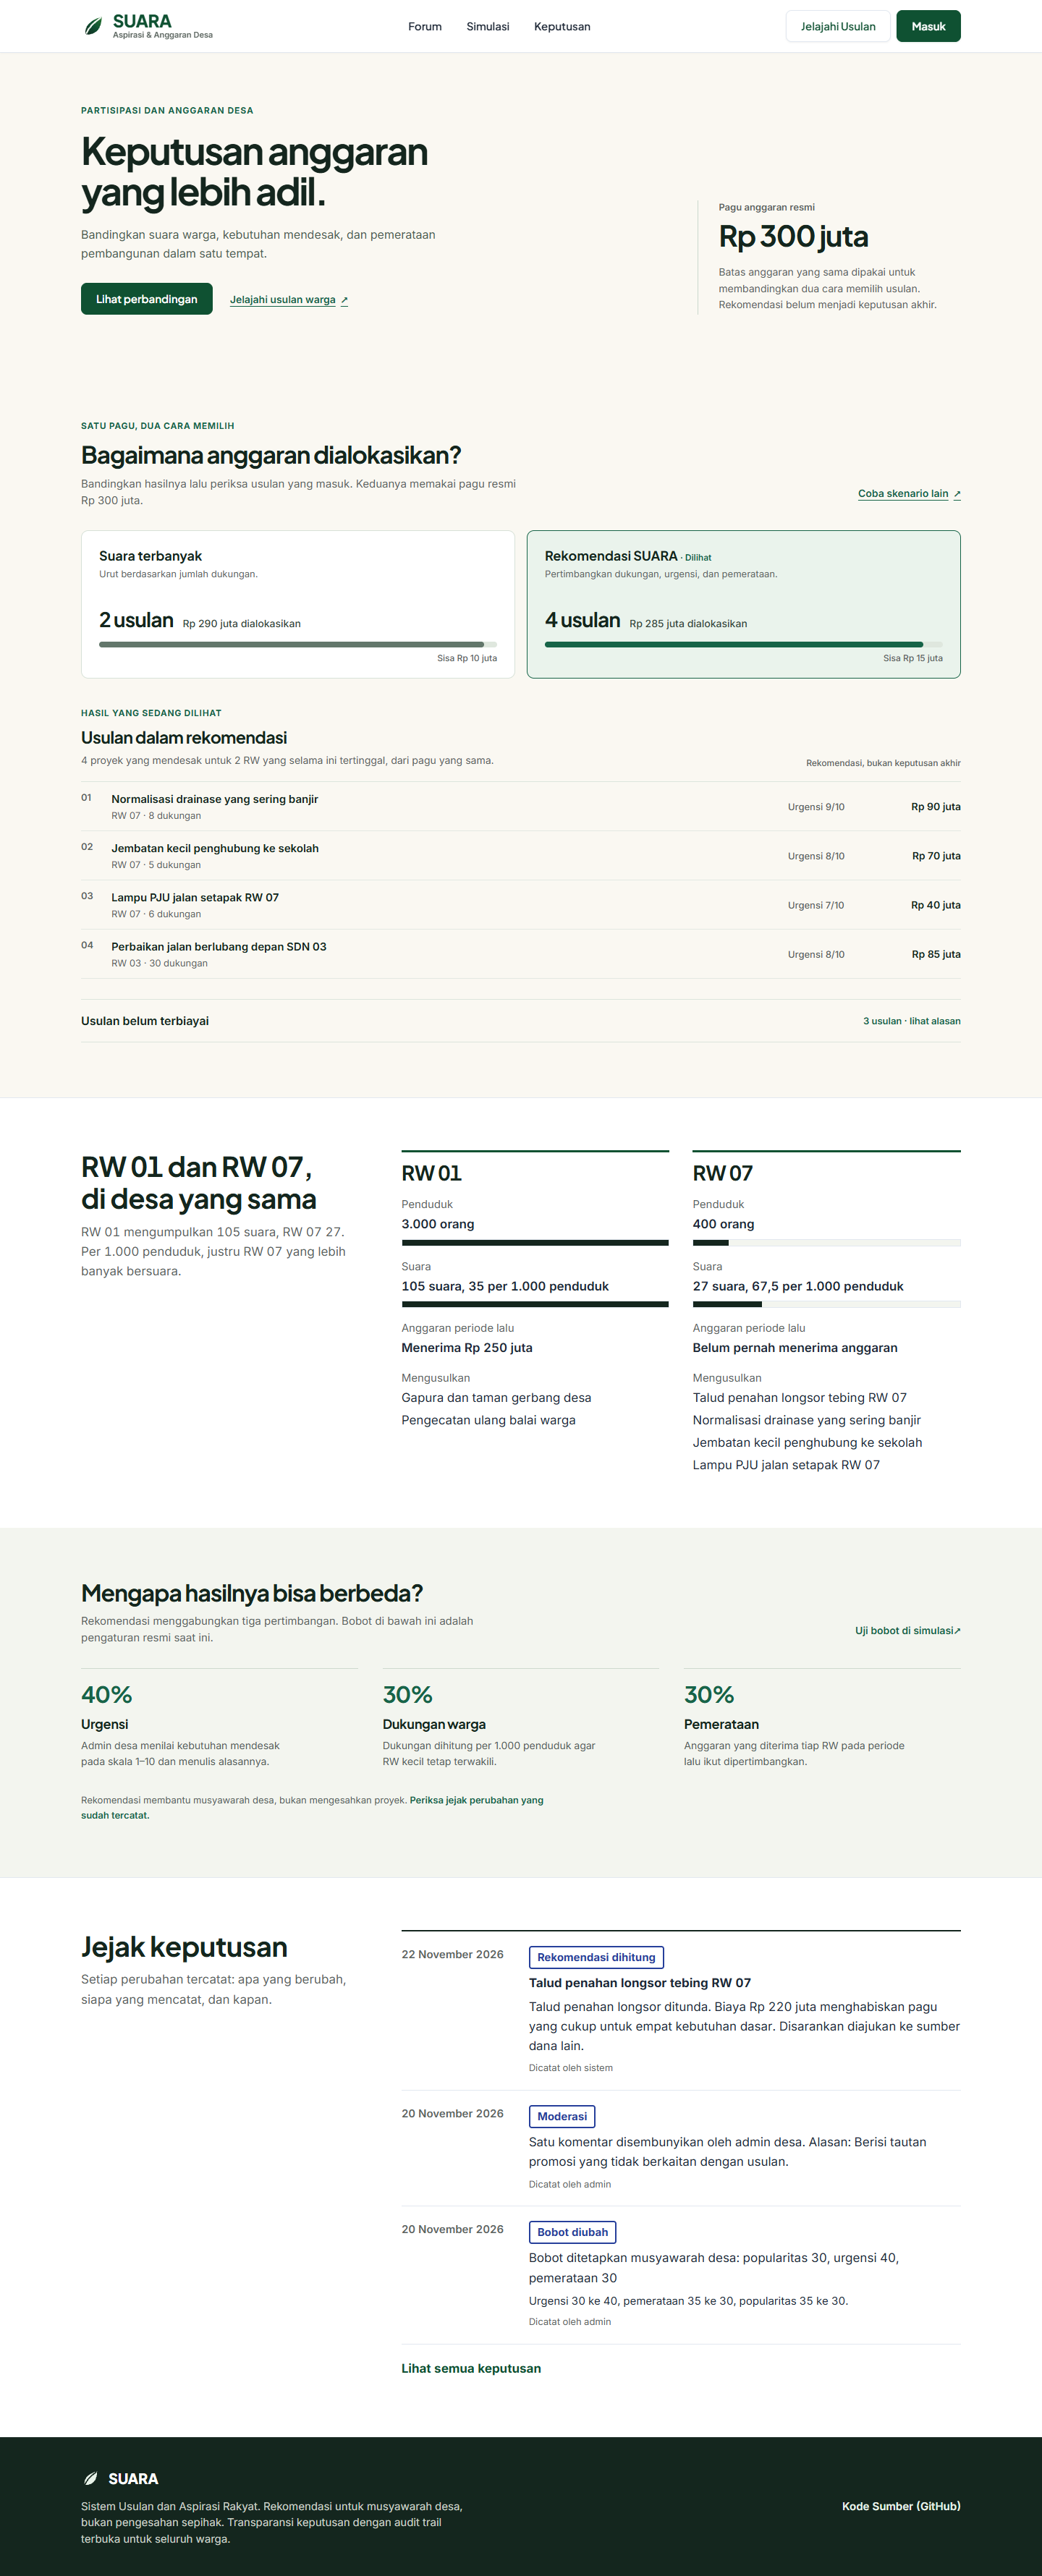 SUARA
Aspirasi & Anggaran Desa
Forum
Simulasi
Keputusan
Jelajahi Usulan
Masuk
PARTISIPASI DAN ANGGARAN DESA
Keputusan anggaran
yang lebih adil.
Bandingkan suara warga, kebutuhan mendesak, dan pemerataan
pembangunan dalam satu tempat.
Lihat perbandingan
Jelajahi usulan warga ↗
Pagu anggaran resmi
Rp 300 juta
Batas anggaran yang sama dipakai untuk
membandingkan dua cara memilih usulan.
Rekomendasi belum menjadi keputusan akhir.
SATU PAGU, DUA CARA MEMILIH
Bagaimana anggaran dialokasikan?
Bandingkan hasilnya lalu periksa usulan yang masuk. Keduanya memakai pagu resmi
Rp 300 juta.
Coba skenario lain ↗
Suara terbanyak
Urut berdasarkan jumlah dukungan.
2 usulan Rp 290 juta dialokasikan
Sisa Rp 10 juta
Rekomendasi SUARA · Dilihat
Pertimbangkan dukungan, urgensi, dan pemerataan.
4 usulan Rp 285 juta dialokasikan
Sisa Rp 15 juta
HASIL YANG SEDANG DILIHAT
Usulan dalam rekomendasi
4 proyek yang mendesak untuk 2 RW yang selama ini tertinggal, dari pagu yang sama.
Rekomendasi, bukan keputusan akhir
01 Normalisasi drainase yang sering banjir
RW 07 · 8 dukungan
Urgensi 9/10
Rp 90 juta
02 Jembatan kecil penghubung ke sekolah
RW 07 · 5 dukungan
Urgensi 8/10
Rp 70 juta
03 Lampu PJU jalan setapak RW 07
RW 07 · 6 dukungan
Urgensi 7/10
Rp 40 juta
04 Perbaikan jalan berlubang depan SDN 03
RW 03 · 30 dukungan
Urgensi 8/10
Rp 85 juta
Usulan belum terbiayai
3 usulan · lihat alasan
RW 01 dan RW 07,
di desa yang sama
RW 01 mengumpulkan 105 suara, RW 07 27.
Per 1.000 penduduk, justru RW 07 yang lebih
banyak bersuara.
RW 01
Penduduk
3.000 orang
Suara
105 suara, 35 per 1.000 penduduk
Anggaran periode lalu
Menerima Rp 250 juta
Mengusulkan
Gapura dan taman gerbang desa
Pengecatan ulang balai warga
RW 07
Penduduk
400 orang
Suara
27 suara, 67,5 per 1.000 penduduk
Anggaran periode lalu
Belum pernah menerima anggaran
Mengusulkan
Talud penahan longsor tebing RW 07
Normalisasi drainase yang sering banjir
Jembatan kecil penghubung ke sekolah
Lampu PJU jalan setapak RW 07
Mengapa hasilnya bisa berbeda?
Rekomendasi menggabungkan tiga pertimbangan. Bobot di bawah ini adalah
pengaturan resmi saat ini.
Uji bobot di simulasi↗
40%
Urgensi
Admin desa menilai kebutuhan mendesak
pada skala 1–10 dan menulis alasannya.
30%
Dukungan warga
Dukungan dihitung per 1.000 penduduk agar
RW kecil tetap terwakili.
30%
Pemerataan
Anggaran yang diterima tiap RW pada periode
lalu ikut dipertimbangkan.
Rekomendasi membantu musyawarah desa, bukan mengesahkan proyek. Periksa jejak perubahan yang
sudah tercatat.
Jejak keputusan
Setiap perubahan tercatat: apa yang berubah,
siapa yang mencatat, dan kapan.
22 November 2026
Rekomendasi dihitung
Talud penahan longsor tebing RW 07
Talud penahan longsor ditunda. Biaya Rp 220 juta menghabiskan pagu
yang cukup untuk empat kebutuhan dasar. Disarankan diajukan ke sumber
dana lain.
Dicatat oleh sistem
20 November 2026
Moderasi
Satu komentar disembunyikan oleh admin desa. Alasan: Berisi tautan
promosi yang tidak berkaitan dengan usulan.
Dicatat oleh admin
20 November 2026
Bobot diubah
Bobot ditetapkan musyawarah desa: popularitas 30, urgensi 40,
pemerataan 30
Urgensi 30 ke 40, pemerataan 35 ke 30, popularitas 35 ke 30.
Dicatat oleh admin
Lihat semua keputusan
SUARA
Sistem Usulan dan Aspirasi Rakyat. Rekomendasi untuk musyawarah desa,
bukan pengesahan sepihak. Transparansi keputusan dengan audit trail
terbuka untuk seluruh warga.
Kode Sumber (GitHub)